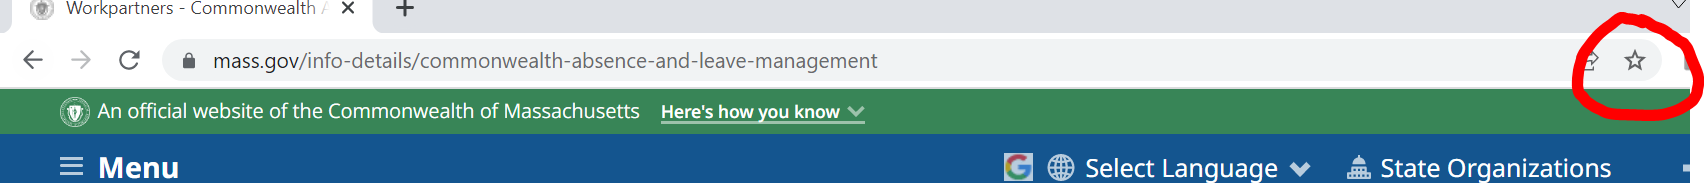 Workpartners - Commonwealth A
mass.gov/info-details/commonwealth-absence-and-leave-management
An official website of the Commonwealth of Massachusetts Here's how you know
Menu Select Language State Organizations